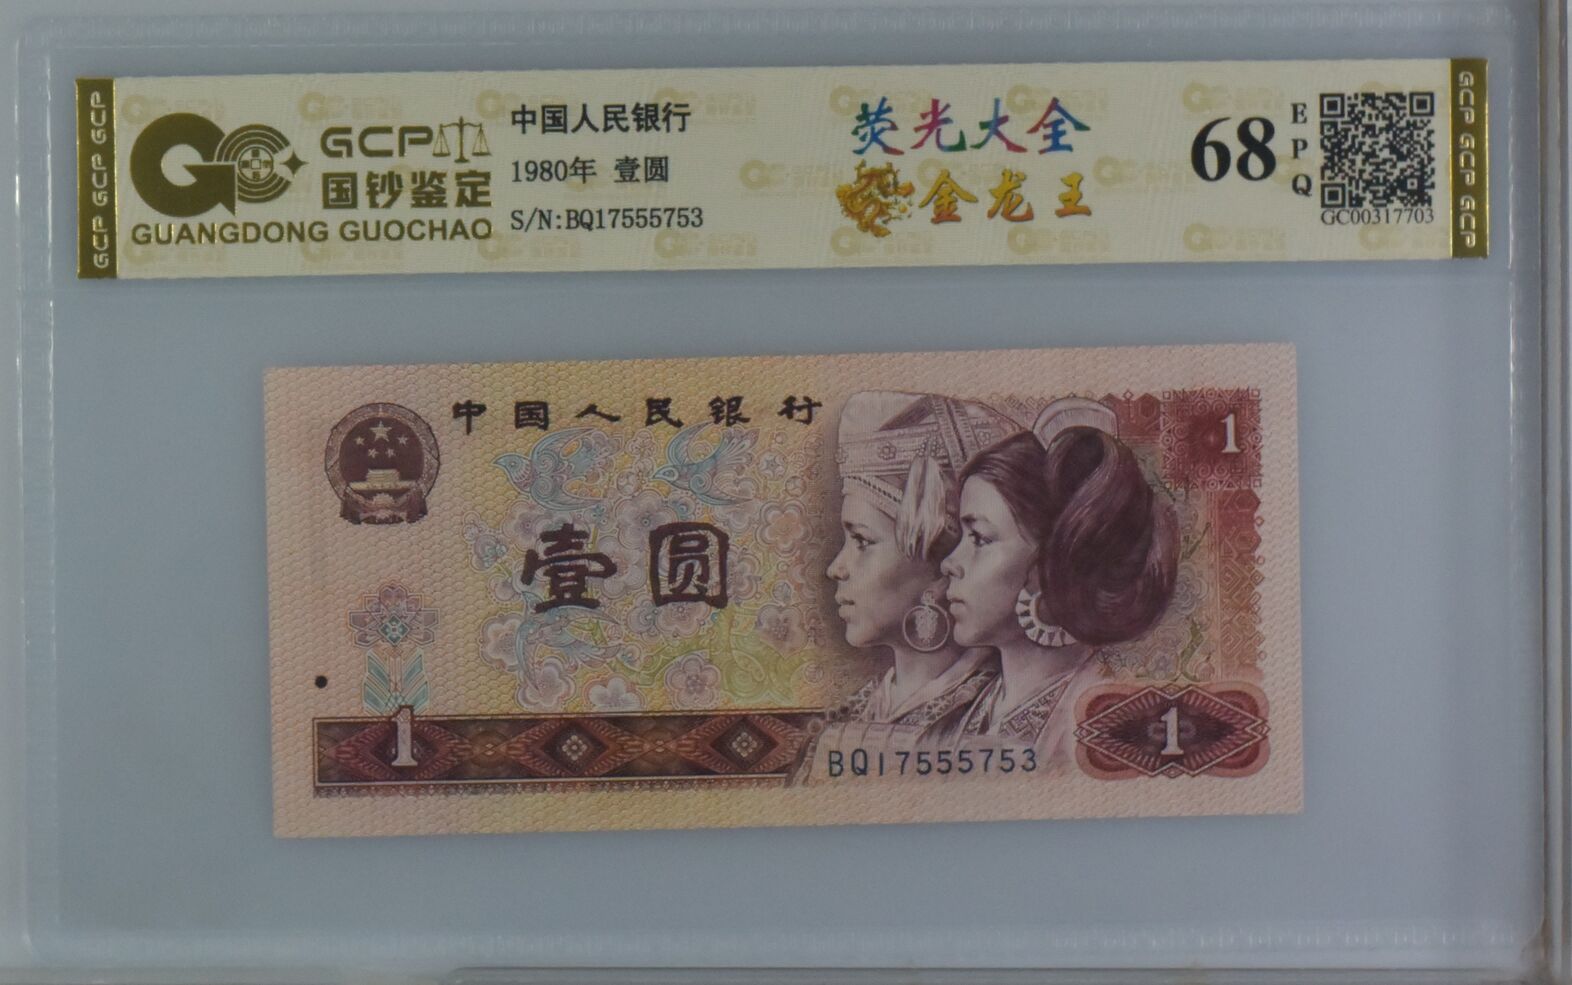 GCP GCP GCP
GCP
国钞鉴定
GUANGDONG GUOCHAO
中国人民银行
1980年 壹圆
S/N:BQ17555753
荧光大全
金龙王
68
EPQ
GC00317703
GCP GCP GCP
中国人民银行
1
壹圆
1
BQ17555753
1